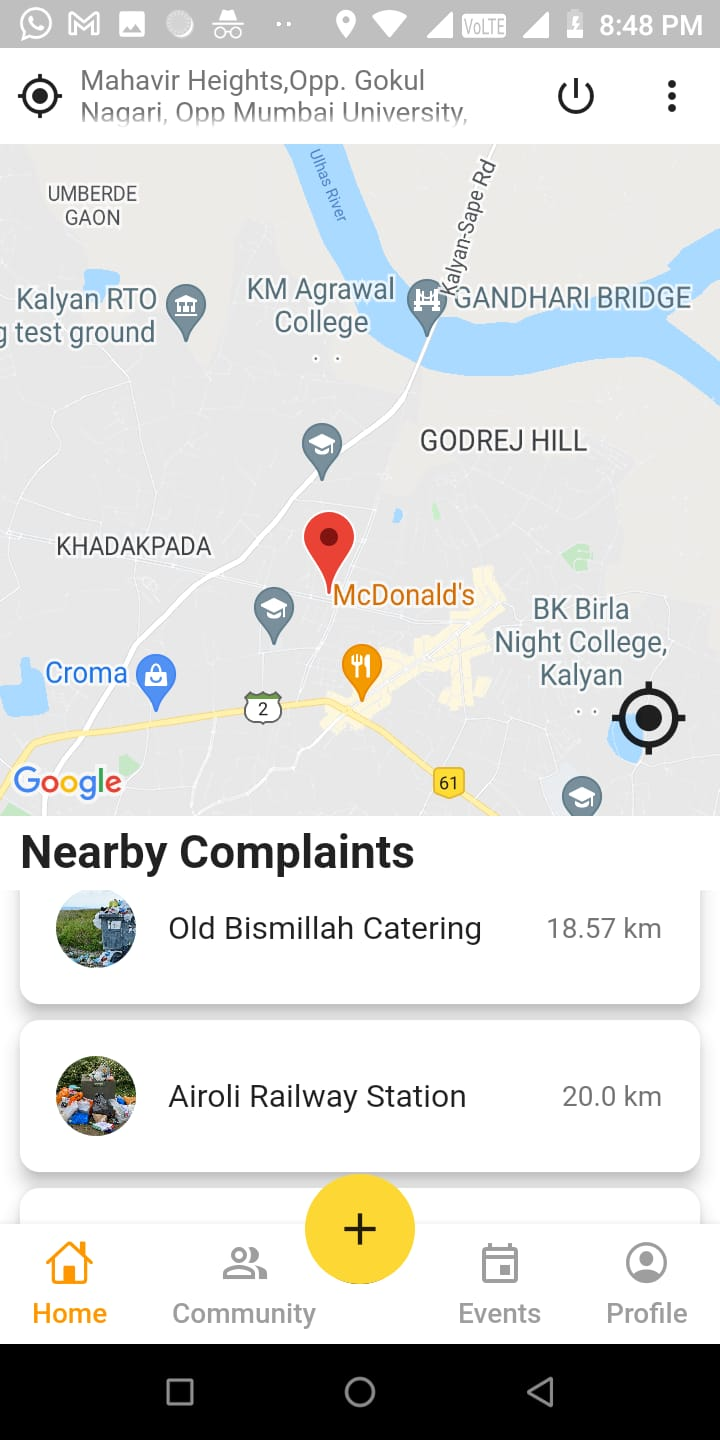 VoLTE
8:48 PM
Mahavir Heights,Opp. Gokul
Nagari, Opp Mumbai University,
Ulhas River
Kalyan-Sape Rd
UMBERDE
GAON
Kalyan RTO
g test ground
KM Agrawal
College
GANDHARI BRIDGE
GODREJ HILL
KHADAKPADA
McDonald's
BK Birla
Night College,
Kalyan
Croma
2
61
Google
Nearby Complaints
Old Bismillah Catering 18.57 km
Airoli Railway Station 20.0 km
+
Home Community Events Profile